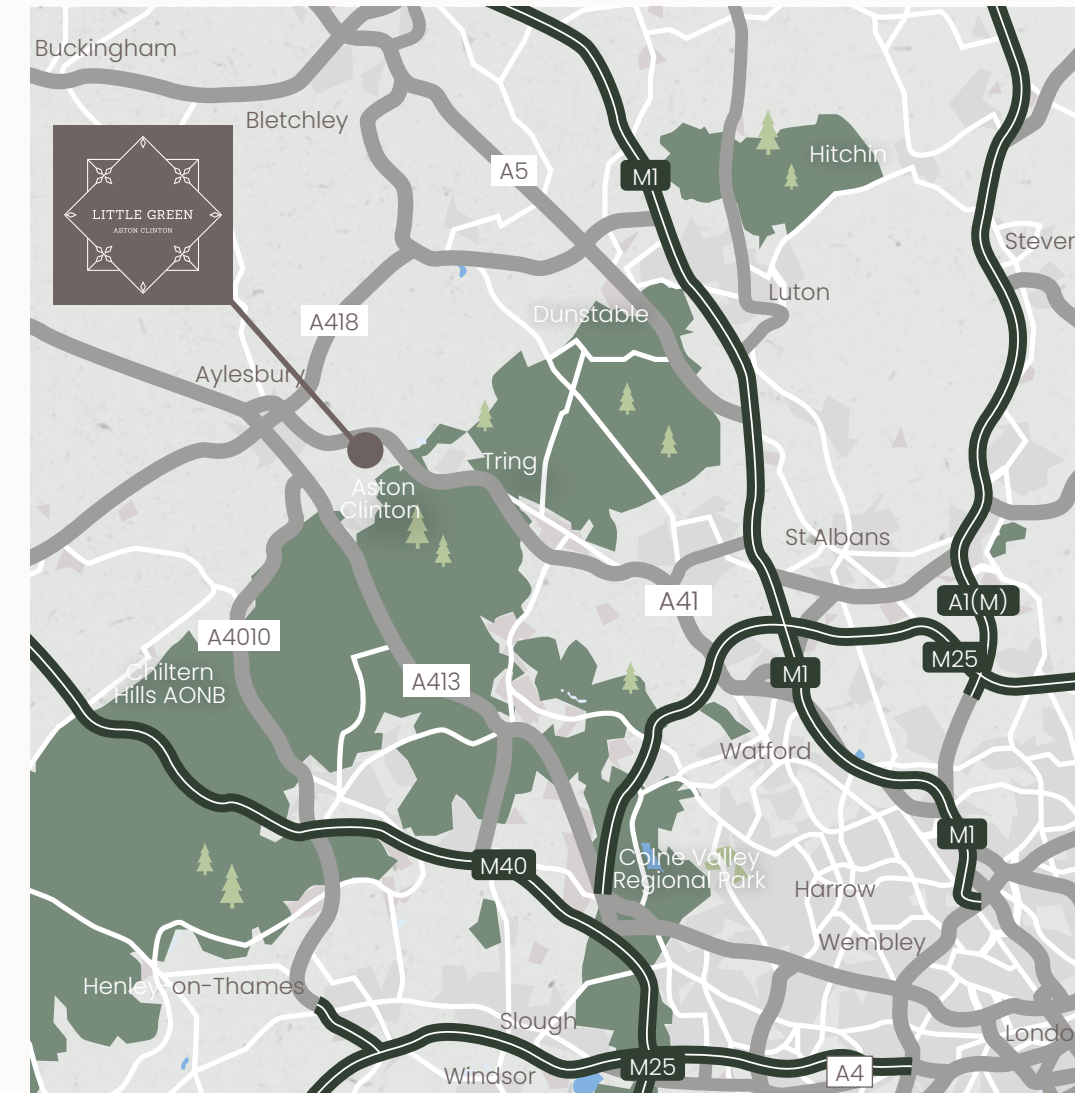 Buckingham
Bletchley
LITTLE GREEN
ASTON CLINTON
A5
M1
Hitchin
Steven
Luton
A418
Dunstable
Aylesbury
Tring
Aston
Clinton
St Albans
A41
A1(M)
A4010
M25
Chiltern
Hills AONB
A413
M1
Watford
M1
M40
Colne Valley
Regional Park
Harrow
Wembley
Henley-on-Thames
Slough
Londo
M25
A4
Windsor